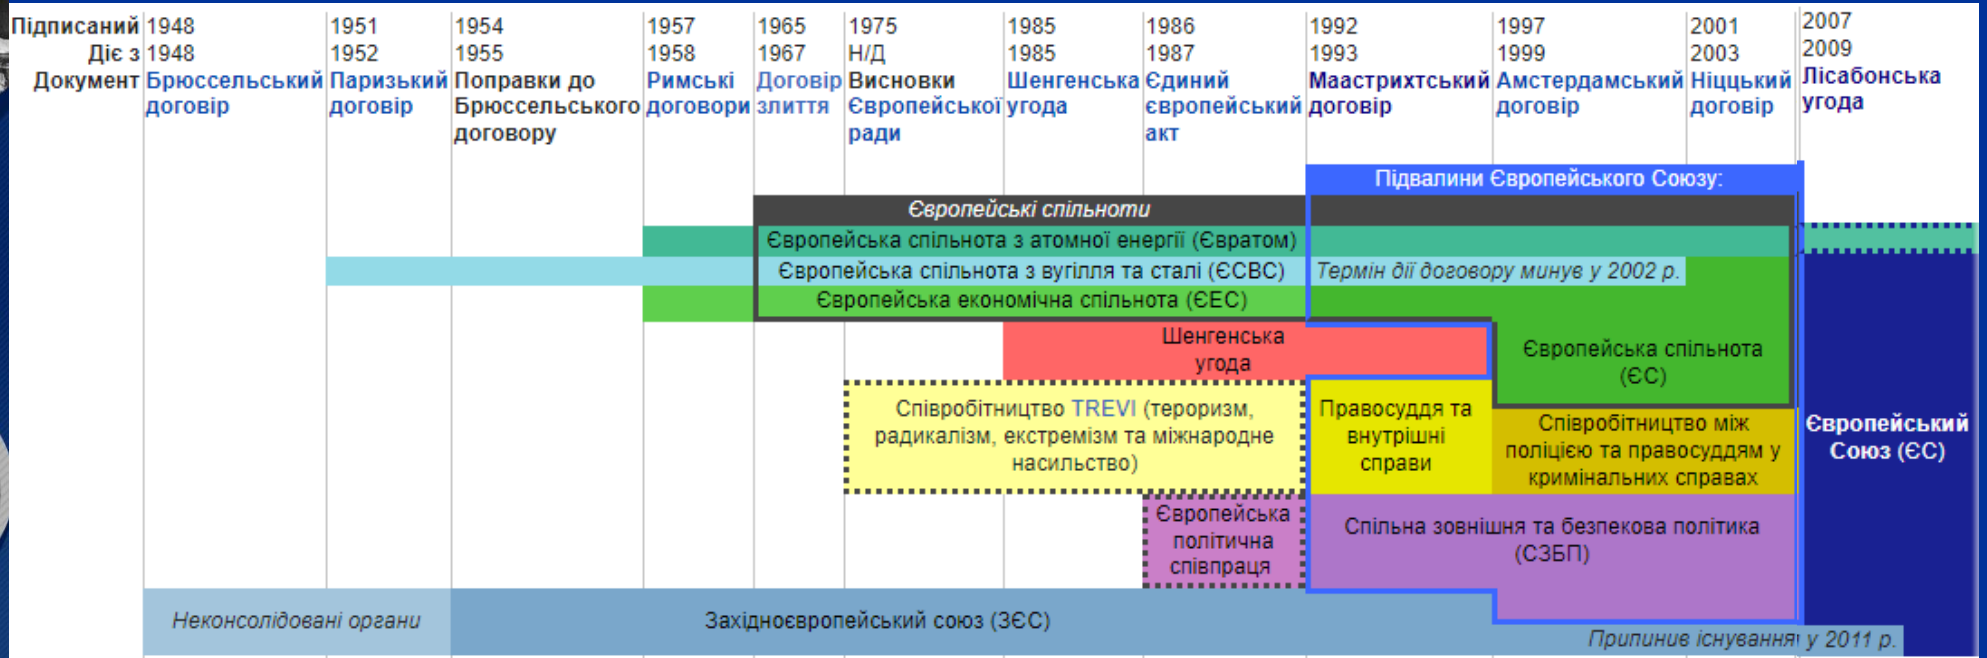 Підписаний 1948 1951 1954 1957 1965 1975 1985 1986 1992 1997 2001 2007
Діє з 1948 1952 1955 1958 1967 Н/Д 1985 1987 1993 1999 2003 2009
Документ Брюссельський Паризький Поправки до Римські Договір Висновки Шенгенська Єдиний Маастрихтський Амстердамський Ніццький Лісабонська
договір договір Брюссельського договори злиття Європейської угода європейський договір договір договір угода
договору ради акт
Підвалини Європейського Союзу:
Європейські спільноти
Європейська спільнота з атомної енергії (Євратом)
Європейська спільнота з вугілля та сталі (ЄСВС) Термін дії договору минув у 2002 р.
Європейська економічна спільнота (ЄЕС)
Шенгенська
угода
Європейська спільнота
(ЄС)
Співробітництво TREVI (тероризм,
радикалізм, екстремізм та міжнародне
насильство)
Правосуддя та
внутрішні
справи
Співробітництво між
поліцією та правосуддям у
кримінальних справах
Європейський
Союз (ЄС)
Європейська
політична
співпраця
Спільна зовнішня та безпекова політика
(СЗБП)
Неконсолідовані органи
Західноєвропейський союз (ЗЄС)
Припинив існування у 2011 р.